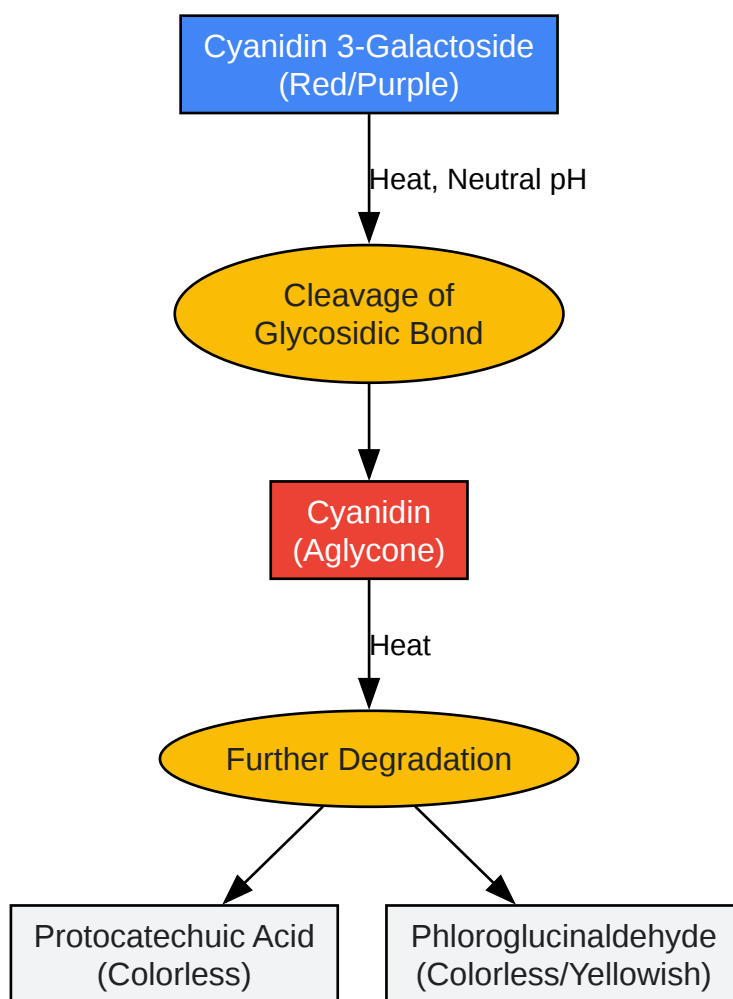 Cyanidin 3-Galactoside
(Red/Purple)
Heat, Neutral pH
Cleavage of
Glycosidic Bond
Cyanidin
(Aglycone)
Heat
Further Degradation
Protocatechuic Acid
(Colorless)
Phloroglucinaldehyde
(Colorless/Yellowish)